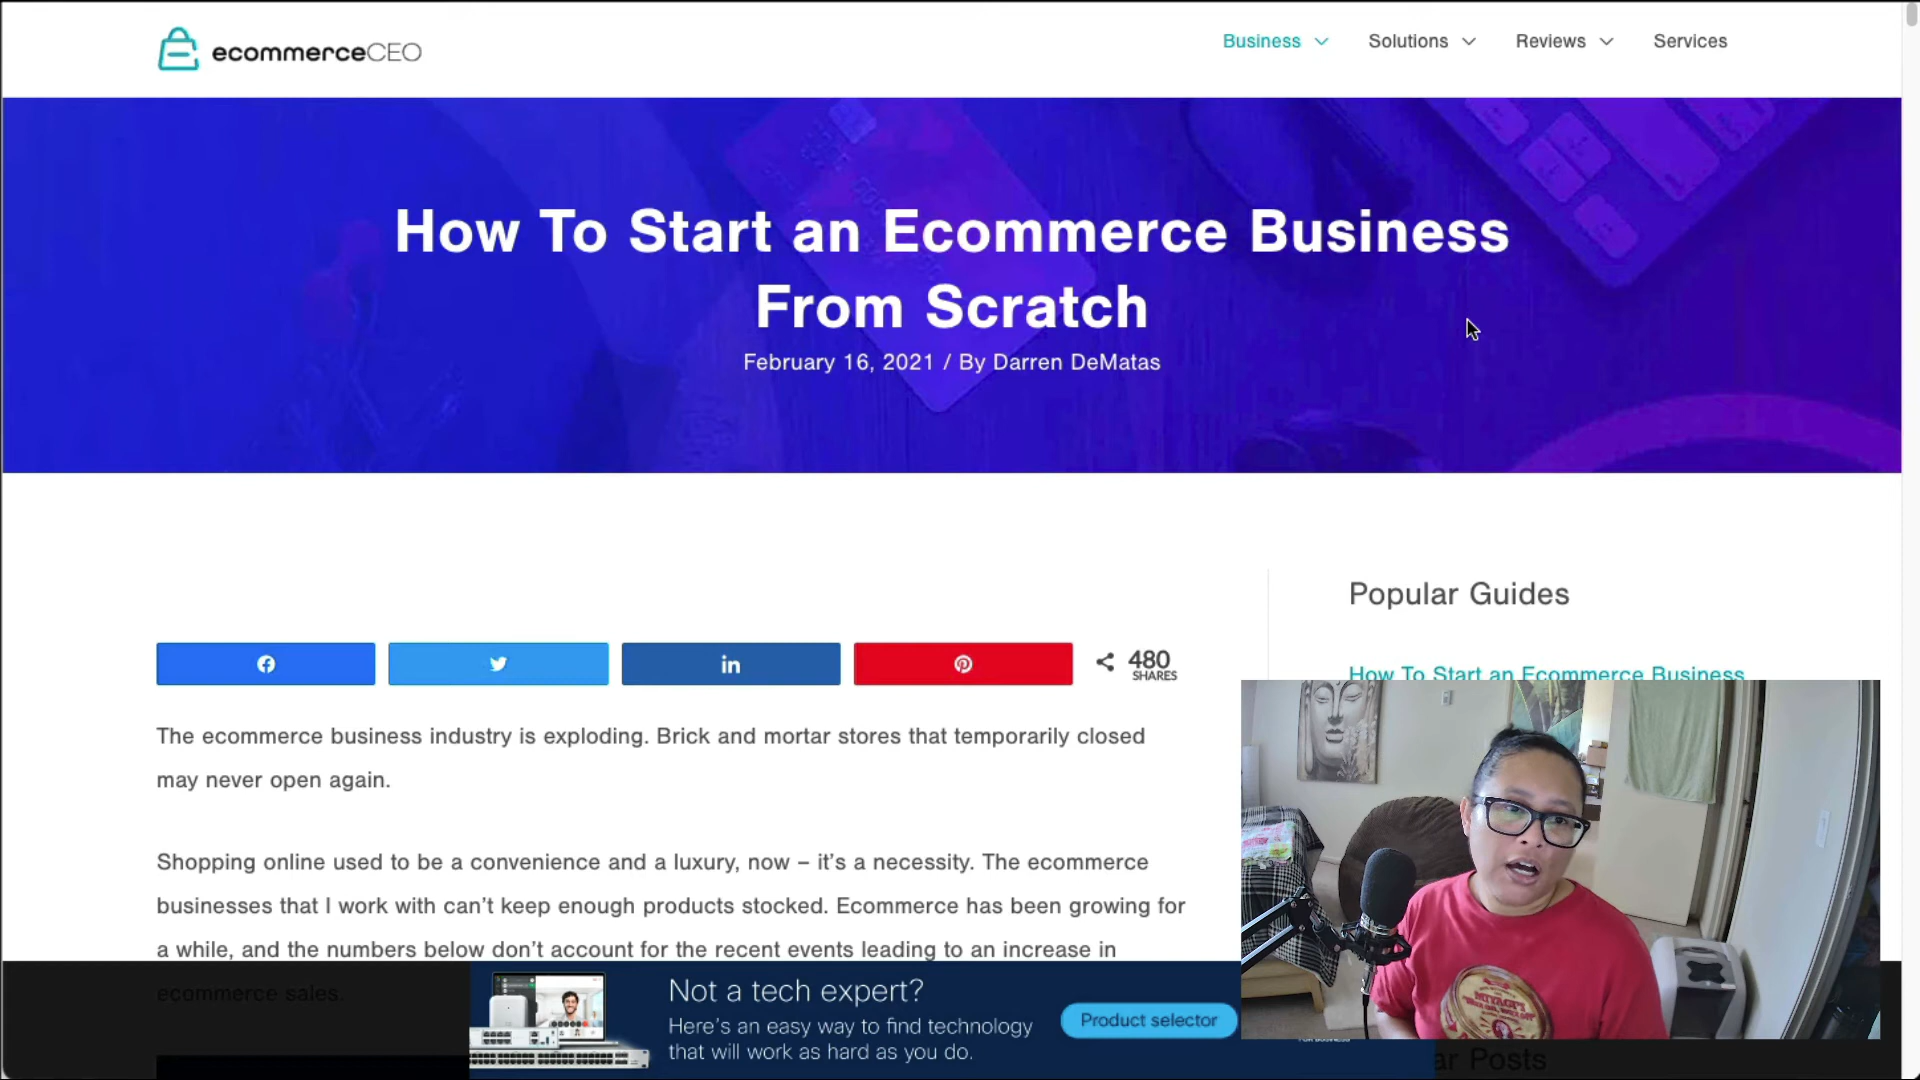 ecommerceCEO
Business
Solutions
Reviews
Services
How To Start an Ecommerce Business
From Scratch
February 16, 2021 / By Darren DeMatas
480
SHARES
The ecommerce business industry is exploding. Brick and mortar stores that temporarily closed
may never open again.
Shopping online used to be a convenience and a luxury, now – it's a necessity. The ecommerce
businesses that I work with can't keep enough products stocked. Ecommerce has been growing for
a while, and the numbers below don't account for the recent events leading to an increase in
ecommerce sales.
Popular Guides
How To Start an Ecommerce Business
Not a tech expert?
Here's an easy way to find technology
that will work as hard as you do.
Product selector
MIYAGI'S
Posts